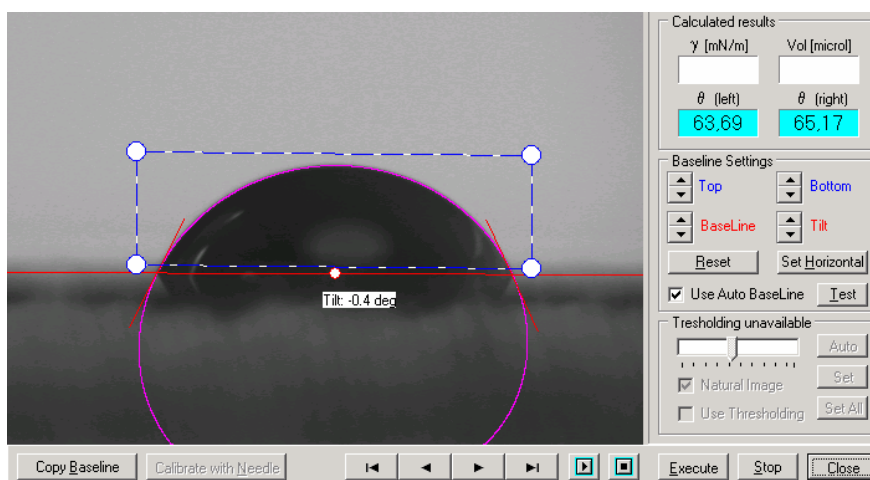 Calculated results
γ [mN/m] Vol [microl]
θ (left) θ (right)
63,69 65,17
Baseline Settings
Top Bottom
BaseLine Tilt
Reset Set Horizontal
Use Auto BaseLine Test
Tilt: -0.4 deg
Tresholding unavailable
Auto
Natural Image Set
Use Thresholding Set All
Copy Baseline Calibrate with Needle Execute Stop Close